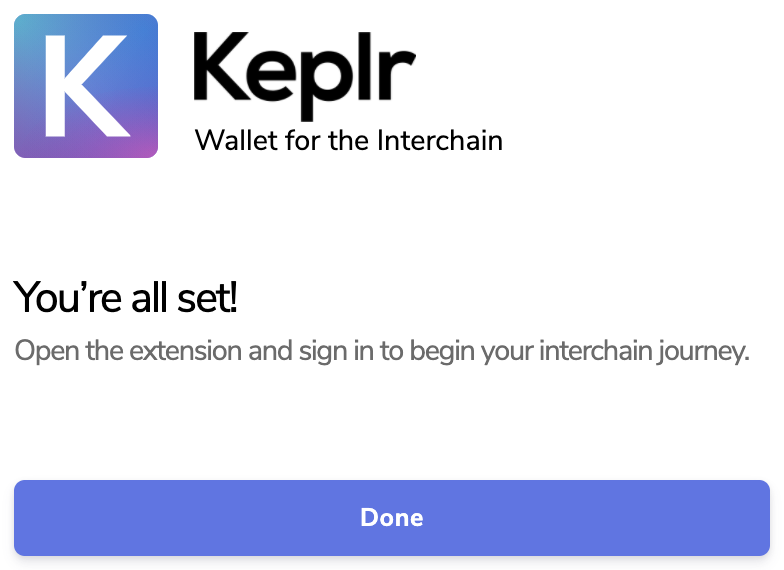 K
Keplr
Wallet for the Interchain
You're all set!
Open the extension and sign in to begin your interchain journey.
Done